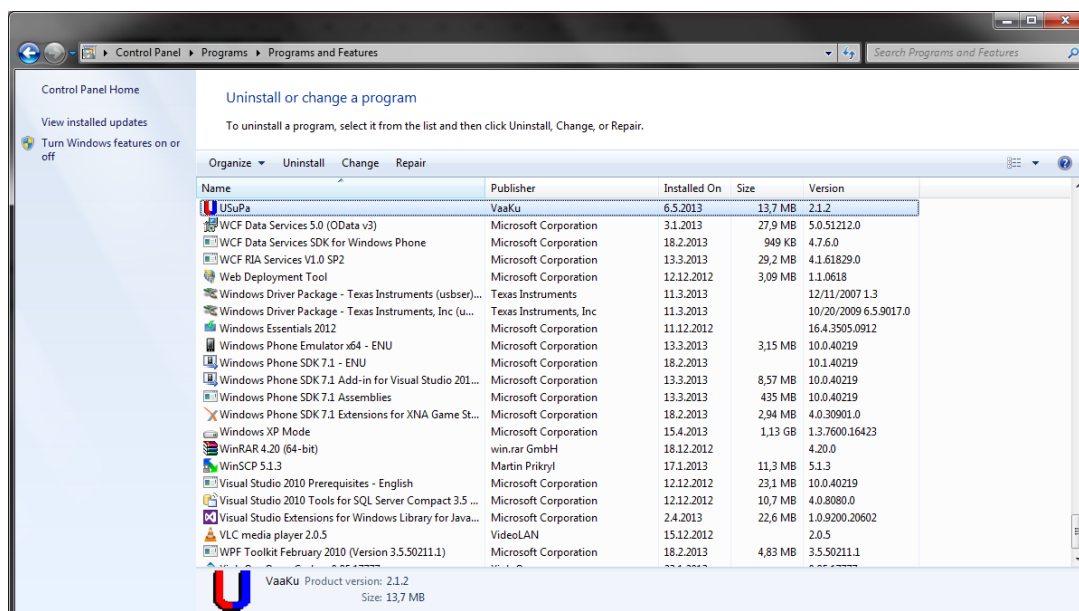 Control Panel ▸ Programs ▸ Programs and Features
Search Programs and Features
Control Panel Home
View installed updates
Turn Windows features on or off
Uninstall or change a program
To uninstall a program, select it from the list and then click Uninstall, Change, or Repair.
Organize Uninstall Change Repair
Name Publisher Installed On Size Version
USuPa VaaKu 6.5.2013 13,7 MB 2.1.2
WCF Data Services 5.0 (OData v3) Microsoft Corporation 3.1.2013 27,9 MB 5.0.51212.0
WCF Data Services SDK for Windows Phone Microsoft Corporation 18.2.2013 949 KB 4.7.6.0
WCF RIA Services V1.0 SP2 Microsoft Corporation 13.3.2013 29,2 MB 4.1.61829.0
Web Deployment Tool Microsoft Corporation 12.12.2012 3,09 MB 1.1.0618
Windows Driver Package - Texas Instruments (usbser)... Texas Instruments 11.3.2013 12/11/2007 1.3
Windows Driver Package - Texas Instruments, Inc (u... Texas Instruments, Inc 11.3.2013 10/20/2009 6.5.9017.0
Windows Essentials 2012 Microsoft Corporation 11.12.2012 16.4.3505.0912
Windows Phone Emulator x64 - ENU Microsoft Corporation 13.3.2013 3,15 MB 10.0.40219
Windows Phone SDK 7.1 - ENU Microsoft Corporation 18.2.2013 10.1.40219
Windows Phone SDK 7.1 Add-in for Visual Studio 201... Microsoft Corporation 13.3.2013 8,57 MB 10.0.40219
Windows Phone SDK 7.1 Assemblies Microsoft Corporation 13.3.2013 435 MB 10.0.40219
Windows Phone SDK 7.1 Extensions for XNA Game St... Microsoft Corporation 18.2.2013 2,94 MB 4.0.30901.0
Windows XP Mode Microsoft Corporation 15.4.2013 1,13 GB 1.3.7600.16423
WinRAR 4.20 (64-bit) win.rar GmbH 18.12.2012 4.20.0
WinSCP 5.1.3 Martin Prikryl 17.1.2013 11,3 MB 5.1.3
Visual Studio 2010 Prerequisites - English Microsoft Corporation 12.12.2012 23,1 MB 10.0.40219
Visual Studio 2010 Tools for SQL Server Compact 3.5 ... Microsoft Corporation 12.12.2012 10,7 MB 4.0.8080.0
Visual Studio Extensions for Windows Library for Java... Microsoft Corporation 2.4.2013 22,6 MB 1.0.9200.20602
VLC media player 2.0.5 VideoLAN 15.12.2012 2.0.5
WPF Toolkit February 2010 (Version 3.5.50211.1) Microsoft Corporation 18.2.2013 4,83 MB 3.5.50211.1
VaaKu Product version: 2.1.2
Size: 13,7 MB